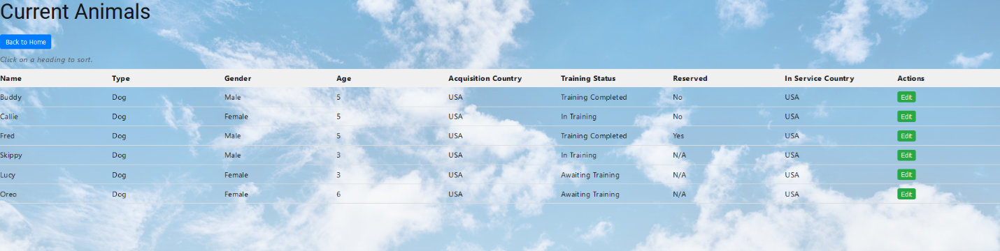 Current Animals
Back to Home
Click on a heading to sort.
Name Type Gender Age Acquisition Country Training Status Reserved In Service Country Actions
Buddy Dog Male 5 USA Training Completed No USA Edit
Callie Dog Female 5 USA In Training No USA Edit
Fred Dog Male 5 USA Training Completed Yes USA Edit
Skippy Dog Male 3 USA In Training N/A USA Edit
Lucy Dog Female 3 USA Awaiting Training N/A USA Edit
Oreo Dog Female 6 USA Awaiting Training N/A USA Edit